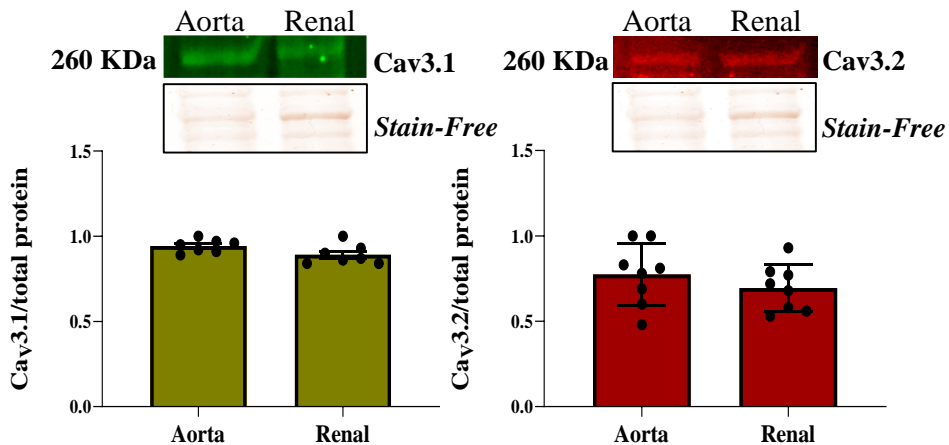 Aorta Renal
260 KDa
Cav3.1
Stain-Free
Cav3.1/total protein
1.5
1.0
0.5
0.0
Aorta Renal
Aorta Renal
260 KDa
Cav3.2
Stain-Free
Cav3.2/total protein
1.5
1.0
0.5
0.0
Aorta Renal